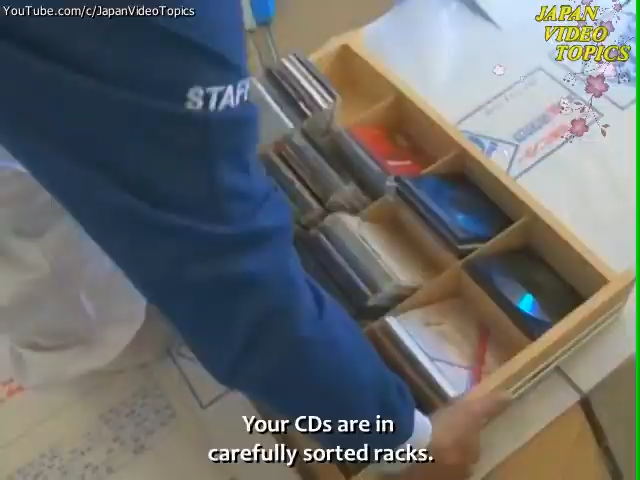 YouTube.com/c/JapanVideoTopics
JAPAN
VIDEO
TOPICS
STAFF
Your CDs are in
carefully sorted racks.